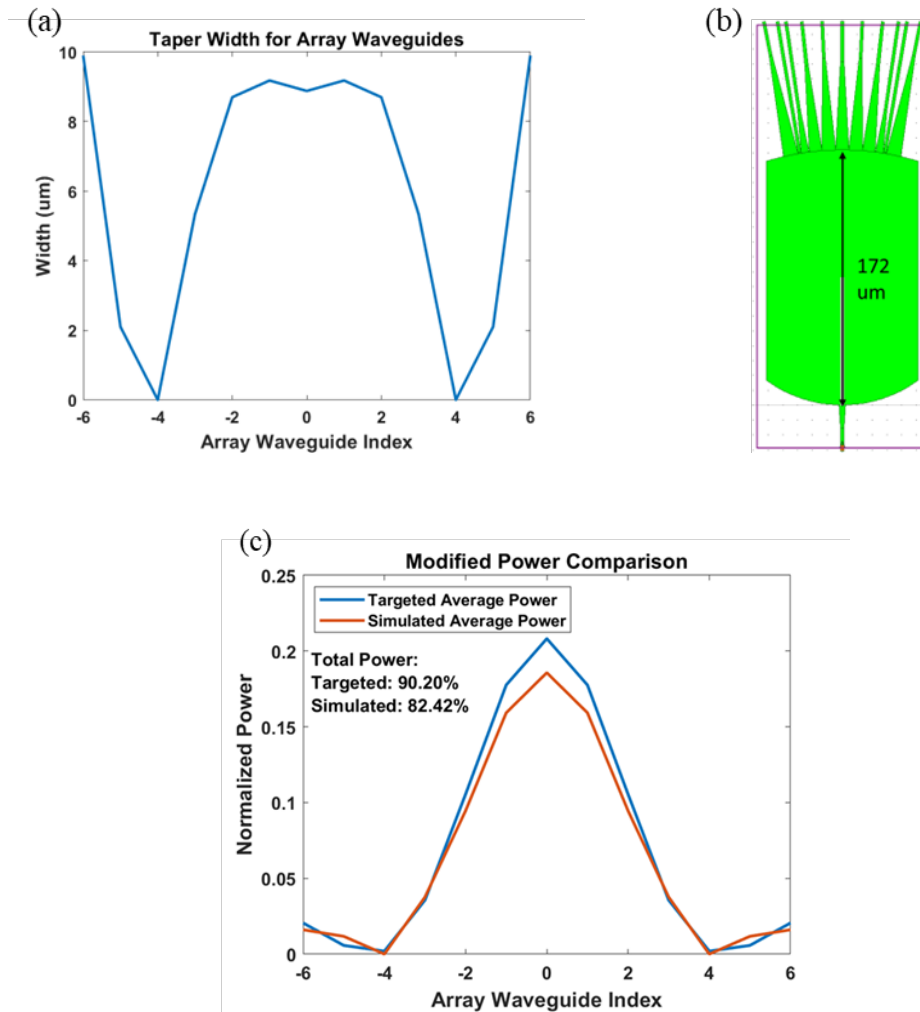 (a)
Taper Width for Array Waveguides
10
8
6
4
2
0
Width (um)
-6 -4 -2 0 2 4 6
Array Waveguide Index
(b)
172
um
(c)
Modified Power Comparison
0.25
0.2
0.15
0.1
0.05
0
Normalized Power
Targeted Average Power
Simulated Average Power
Total Power:
Targeted: 90.20%
Simulated: 82.42%
-6 -4 -2 0 2 4 6
Array Waveguide Index